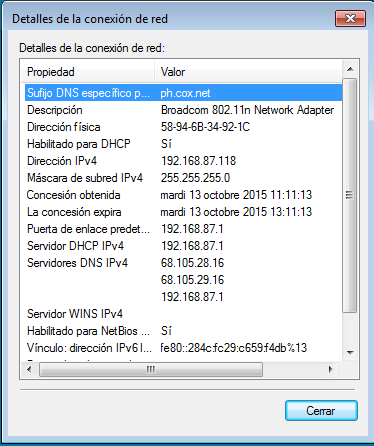 Detalles de la conexión de red
Detalles de la conexión de red:
Propiedad Valor
Sufijo DNS específico p... ph.cox.net
Descripción Broadcom 802.11n Network Adapter
Dirección física 58-94-6B-34-92-1C
Habilitado para DHCP Sí
Dirección IPv4 192.168.87.118
Máscara de subred IPv4 255.255.255.0
Concesión obtenida mardi 13 octobre 2015 11:11:13
La concesión expira mardi 13 octobre 2015 13:11:13
Puerta de enlace predet... 192.168.87.1
Servidor DHCP IPv4 192.168.87.1
Servidores DNS IPv4 68.105.28.16
68.105.29.16
192.168.87.1
Servidor WINS IPv4
Habilitado para NetBios ... Sí
Vínculo: dirección IPv6 l... fe80::284c:fc29:c659:f4db%13
Cerrar